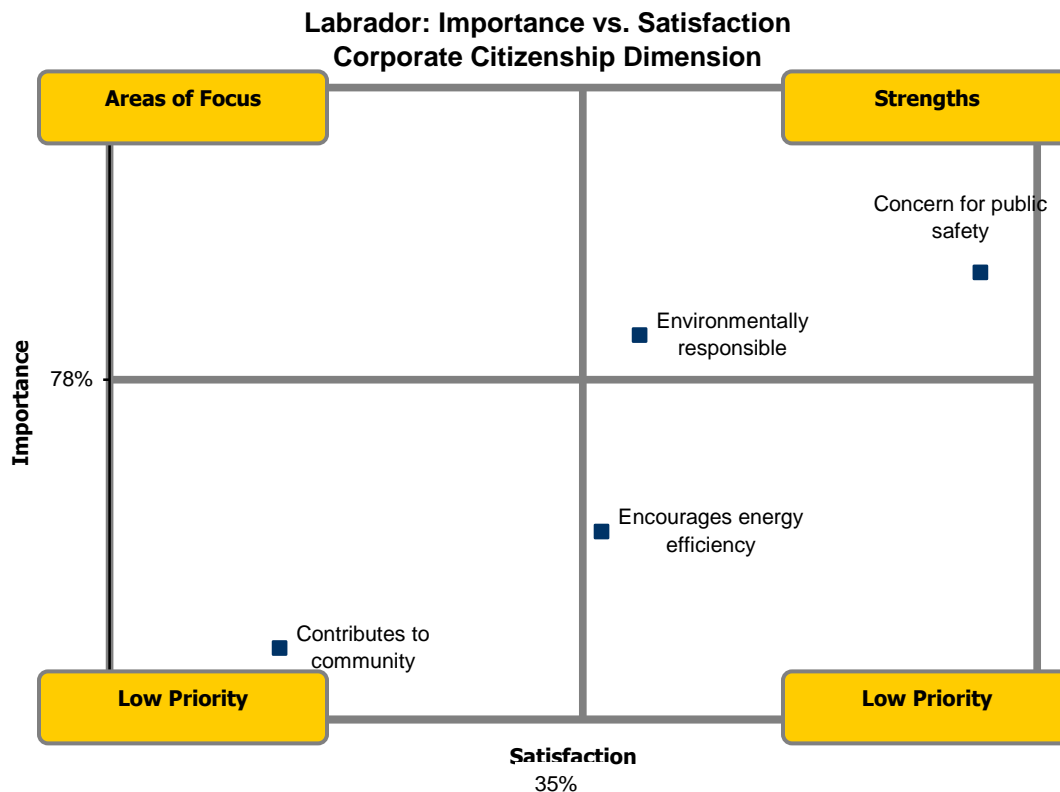 Labrador: Importance vs. Satisfaction
Corporate Citizenship Dimension
Areas of Focus
Strengths
Concern for public
safety
Environmentally
responsible
78%
Importance
Encourages energy
efficiency
Contributes to
community
Low Priority
Low Priority
Satisfaction
35%